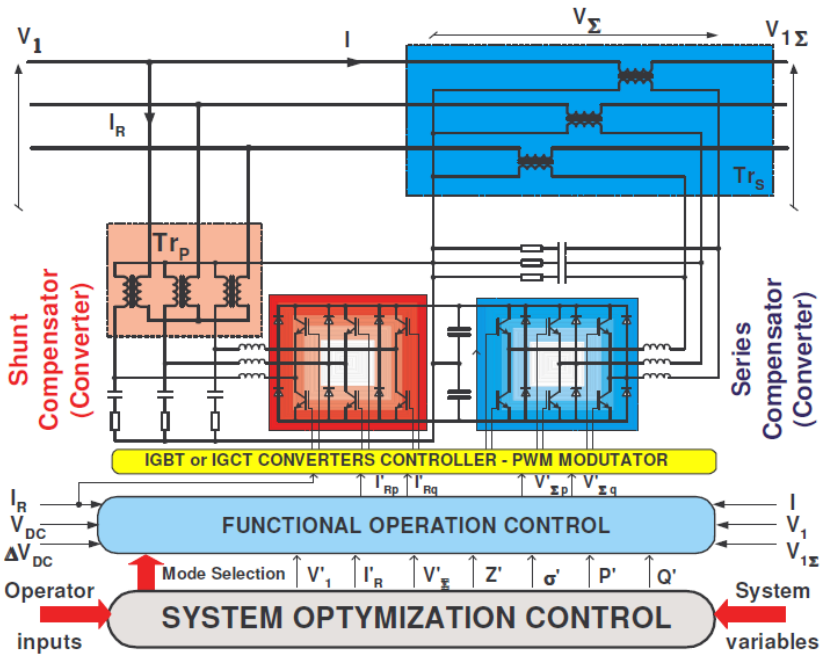 V1 I VΣ V1Σ
IR
TrS
TrP
Shunt
Compensator
(Converter)
Series
Compensator
(Converter)
IGBT or IGCT CONVERTERS CONTROLLER - PWM MODUTATOR
I'Rp I'Rq V'Σp V'Σq
IR I
VDC FUNCTIONAL OPERATION CONTROL V1
ΔVDC V1Σ
Mode Selection V'1 I'R V'Σ Z' σ' P' Q'
Operator System
SYSTEM OPTYMIZATION CONTROL
inputs variables